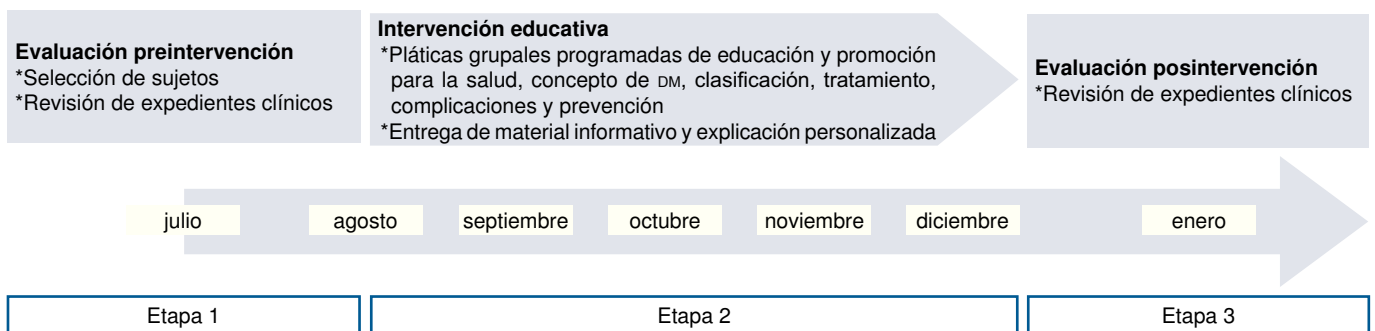 Evaluación preintervención
*Selección de sujetos
*Revisión de expedientes clínicos
Intervención educativa
*Pláticas grupales programadas de educación y promoción
para la salud, concepto de DM, clasificación, tratamiento,
complicaciones y prevención
*Entrega de material informativo y explicación personalizada
Evaluación posintervención
*Revisión de expedientes clínicos
julio agosto septiembre octubre noviembre diciembre enero
Etapa 1 Etapa 2 Etapa 3